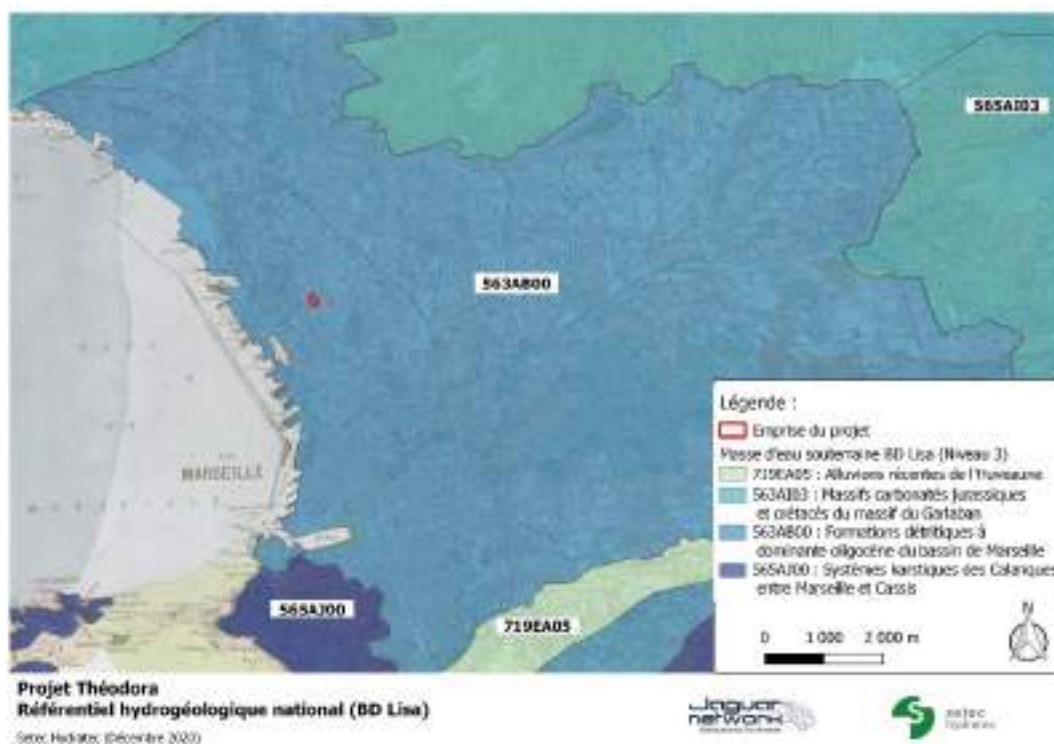 565AI03
563AB00
MARSEILLE
565AJ00
719EA05
Légende :
Emprise du projet
Masse d'eau souterraine BD Lisa (Niveau 3)
719EA05 : Alluvions récentes de l'Huveaune
563AI03 : Massifs carbonatés jurassiques
et crétacés du massif du Garlaban
563AB00 : Formations détritiques à
dominante oligocène du bassin de Marseille
565AJ00 : Systèmes karstiques des Calanques
entre Marseille et Cassis
N
0 1 000 2 000 m
Projet Théodora
Référentiel hydrogéologique national (BD Lisa)
Setec Hydratec (Décembre 2020)
Jaguar
network
setec
hydratec